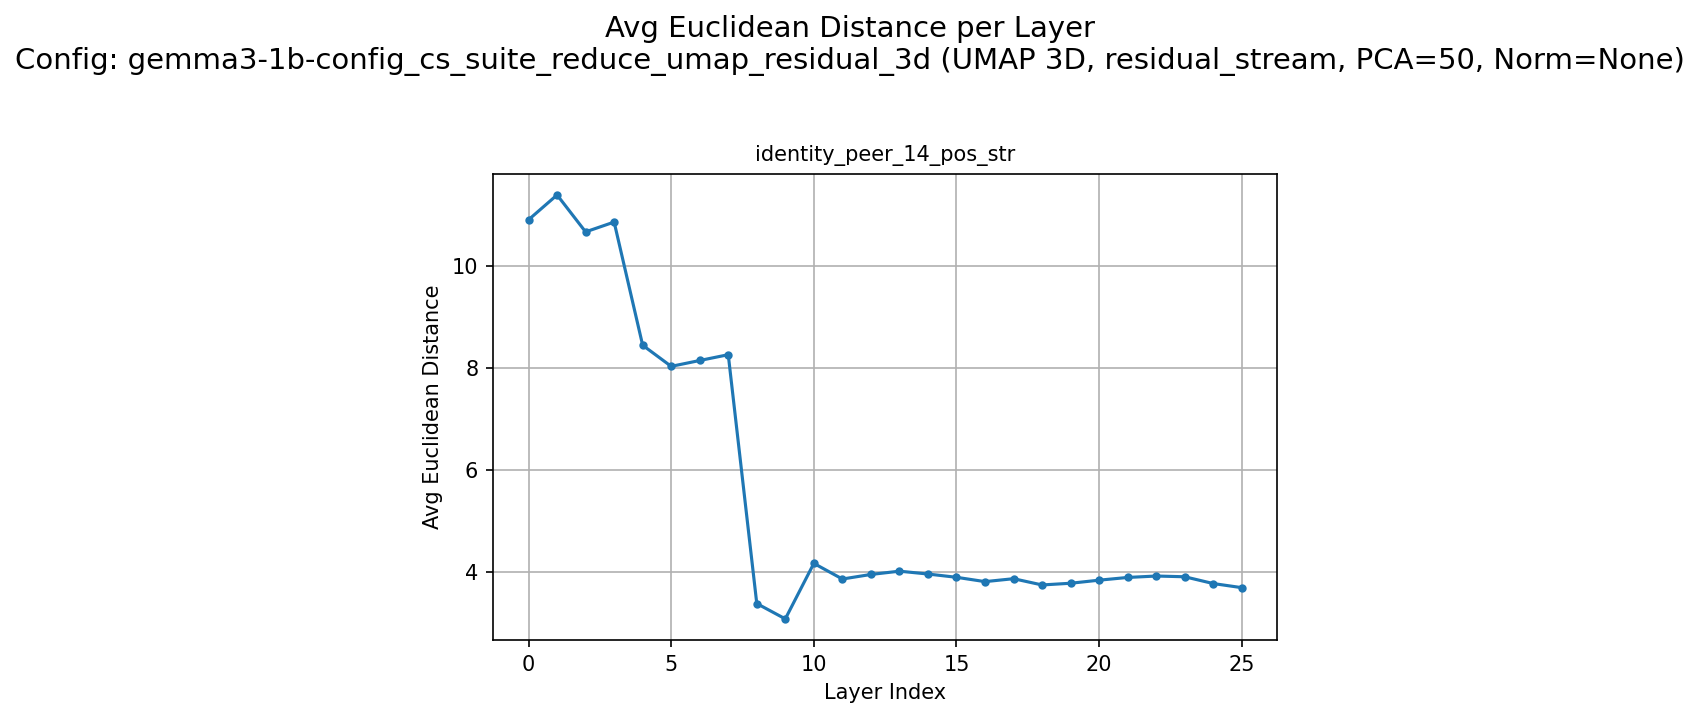 Avg Euclidean Distance per Layer
Config: gemma3-1b-config_cs_suite_reduce_umap_residual_3d (UMAP 3D, residual_stream, PCA=50, Norm=None)
identity_peer_14_pos_str
Avg Euclidean Distance
10
8
6
4
0 5 10 15 20 25
Layer Index